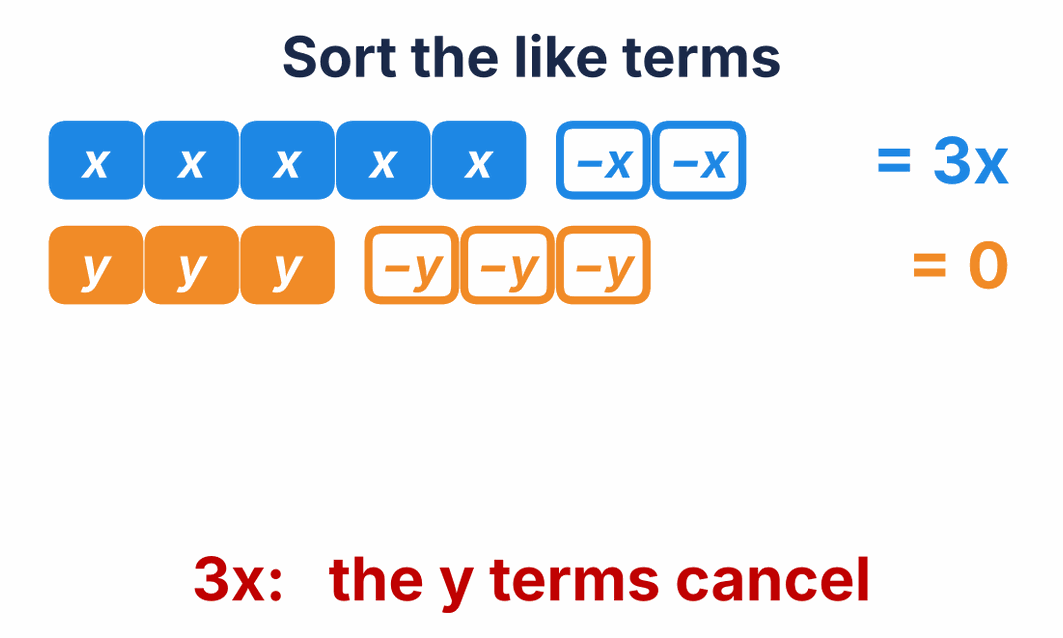 Sort the like terms
x x x x x −x −x = 3x
y y y −y −y −y = 0
3x: the y terms cancel